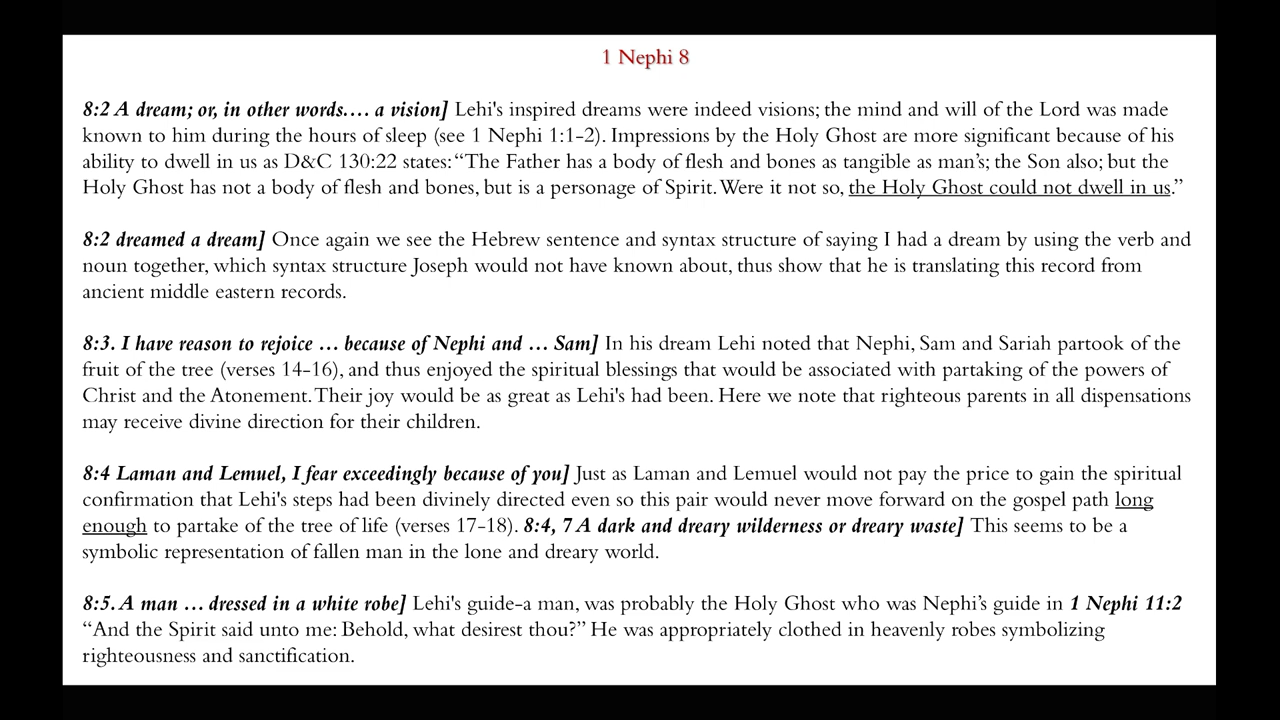 1 Nephi 8
8:2 A dream; or, in other words.… a vision] Lehi's inspired dreams were indeed visions; the mind and will of the Lord was made
known to him during the hours of sleep (see 1 Nephi 1:1-2). Impressions by the Holy Ghost are more significant because of his
ability to dwell in us as D&C 130:22 states: “The Father has a body of flesh and bones as tangible as man’s; the Son also; but the
Holy Ghost has not a body of flesh and bones, but is a personage of Spirit. Were it not so, the Holy Ghost could not dwell in us.”
8:2 dreamed a dream] Once again we see the Hebrew sentence and syntax structure of saying I had a dream by using the verb and
noun together, which syntax structure Joseph would not have known about, thus show that he is translating this record from
ancient middle eastern records.
8:3. I have reason to rejoice … because of Nephi and … Sam] In his dream Lehi noted that Nephi, Sam and Sariah partook of the
fruit of the tree (verses 14-16), and thus enjoyed the spiritual blessings that would be associated with partaking of the powers of
Christ and the Atonement. Their joy would be as great as Lehi's had been. Here we note that righteous parents in all dispensations
may receive divine direction for their children.
8:4 Laman and Lemuel, I fear exceedingly because of you] Just as Laman and Lemuel would not pay the price to gain the spiritual
confirmation that Lehi's steps had been divinely directed even so this pair would never move forward on the gospel path long
enough to partake of the tree of life (verses 17-18). 8:4, 7 A dark and dreary wilderness or dreary waste] This seems to be a
symbolic representation of fallen man in the lone and dreary world.
8:5. A man … dressed in a white robe] Lehi's guide-a man, was probably the Holy Ghost who was Nephi’s guide in 1 Nephi 11:2
“And the Spirit said unto me: Behold, what desirest thou?” He was appropriately clothed in heavenly robes symbolizing
righteousness and sanctification.